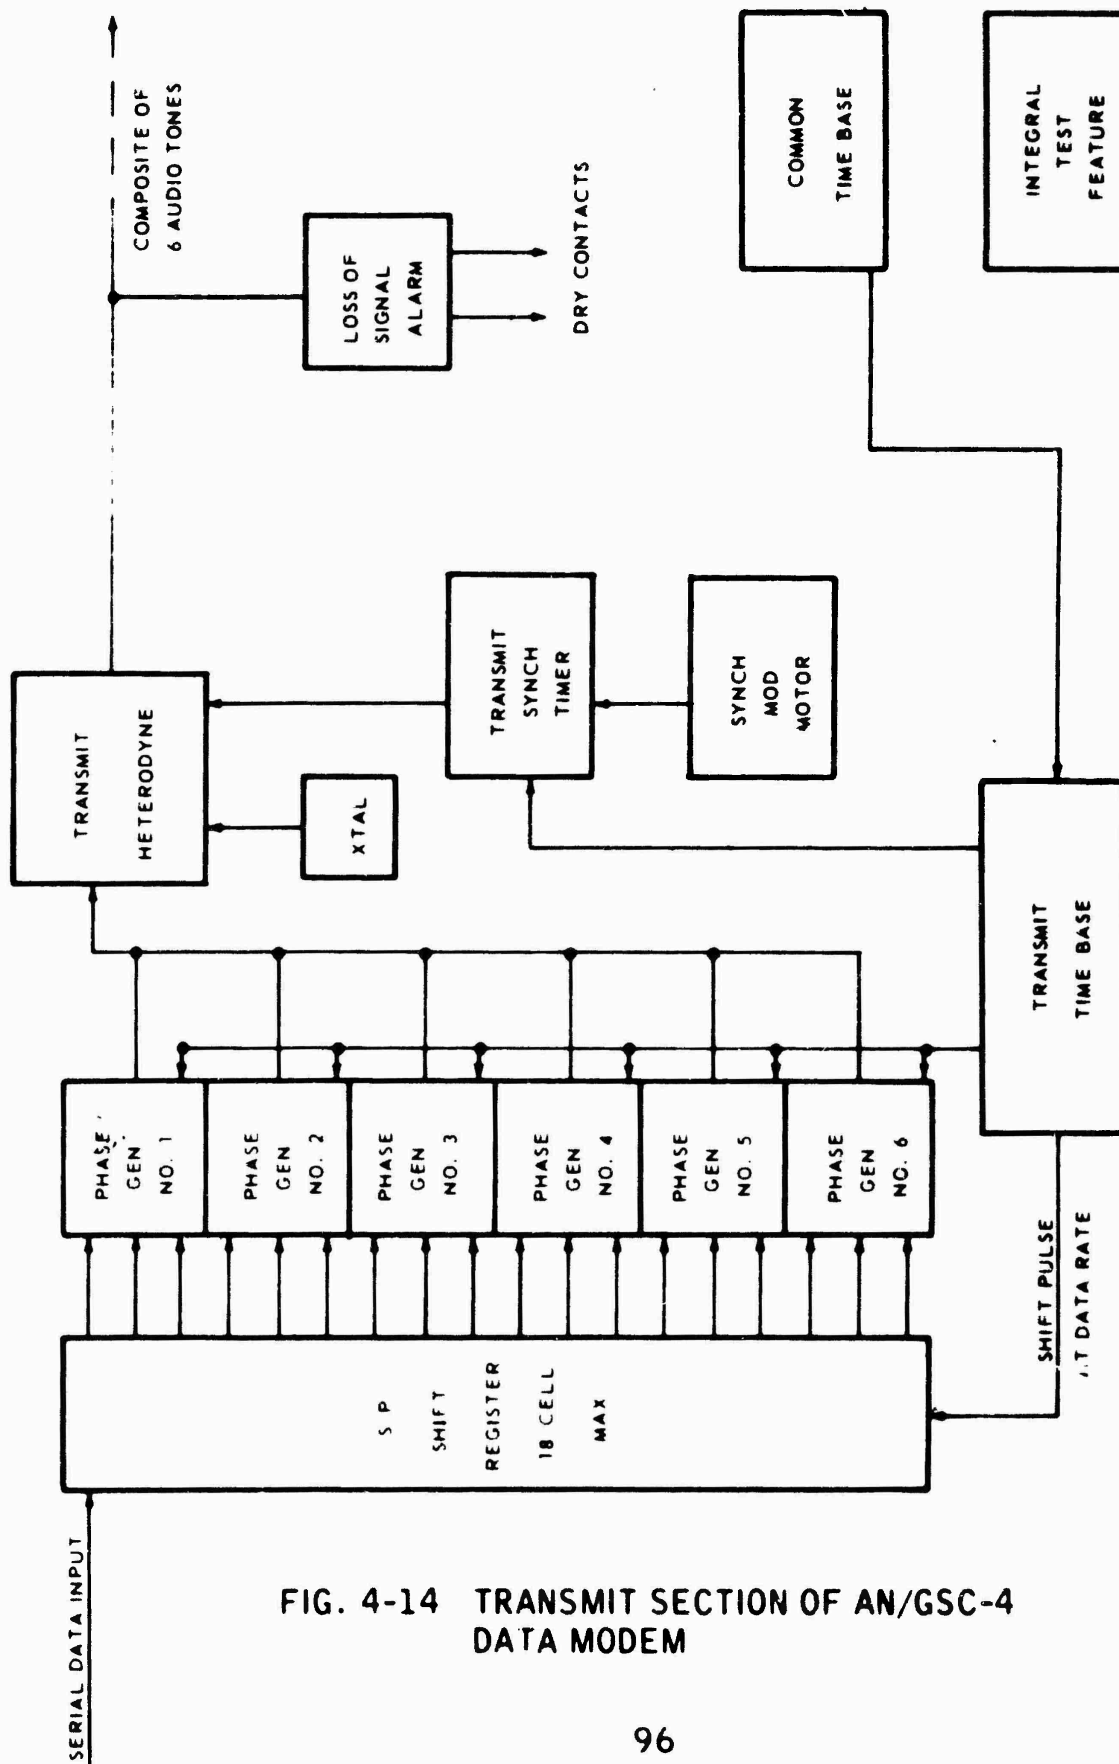 SERIAL DATA INPUT
S P
SHIFT
REGISTER
18 CELL
MAX
SHIFT PULSE
DATA RATE
PHASE
GEN
NO. 1
PHASE
GEN
NO. 2
PHASE
GEN
NO. 3
PHASE
GEN
NO. 4
PHASE
GEN
NO. 5
PHASE
GEN
NO. 6
TRANSMIT
HETERODYNE
XTAL
TRANSMIT
SYNCH
TIMER
SYNCH
MOD
MOTOR
TRANSMIT
TIME BASE
COMPOSITE OF
6 AUDIO TONES
LOSS OF
SIGNAL
ALARM
DRY CONTACTS
COMMON
TIME BASE
INTEGRAL
TEST
FEATURE
FIG. 4-14 TRANSMIT SECTION OF AN/GSC-4
DATA MODEM
96